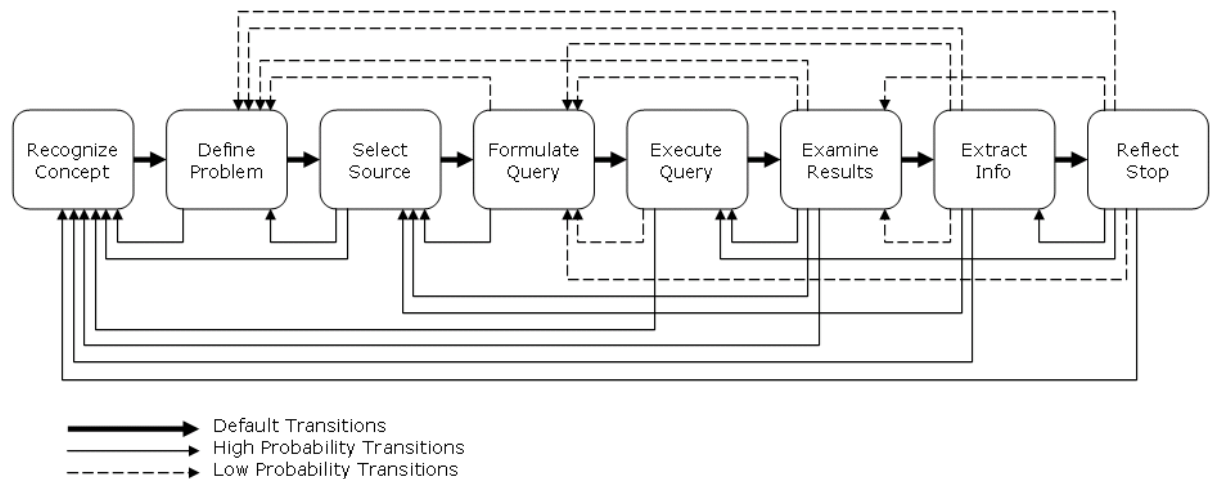 Recognize
Concept
Define
Problem
Select
Source
Formulate
Query
Execute
Query
Examine
Results
Extract
Info
Reflect
Stop
Default Transitions
High Probability Transitions
Low Probability Transitions